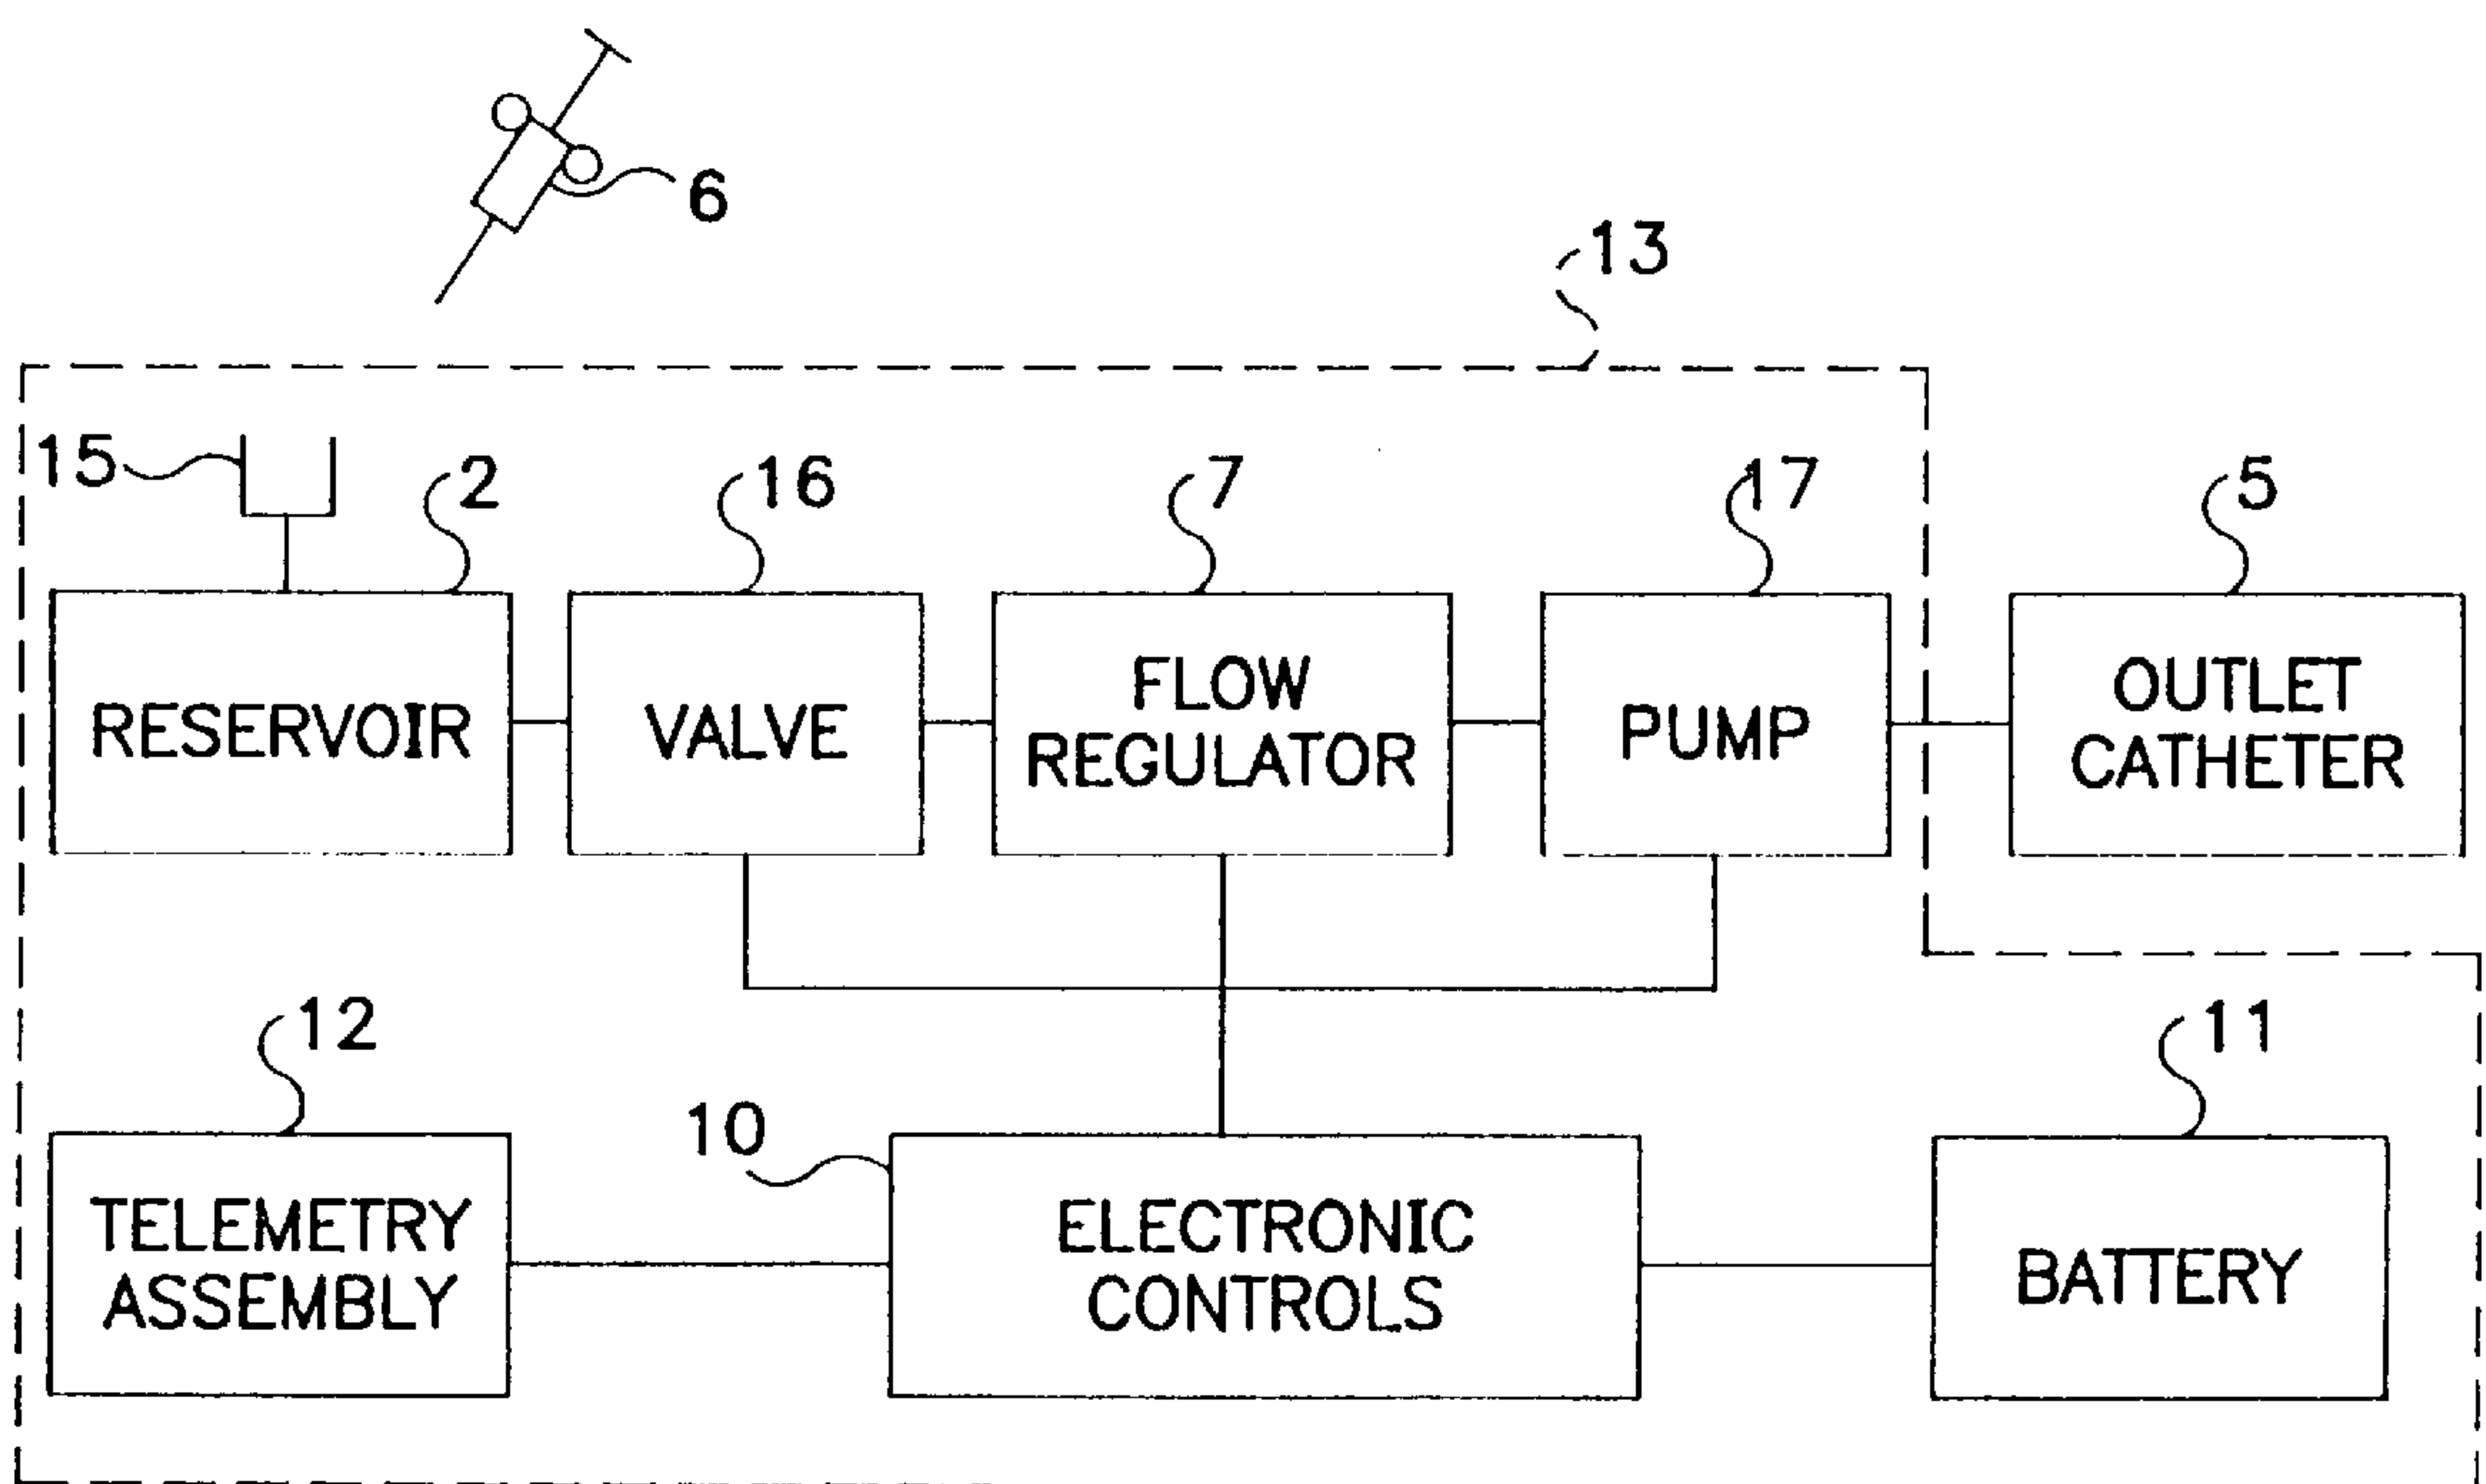 6
13
15
2
16
7
17
5
RESERVOIR
VALVE
FLOW
REGULATOR
PUMP
OUTLET
CATHETER
12
10
11
TELEMETRY
ASSEMBLY
ELECTRONIC
CONTROLS
BATTERY